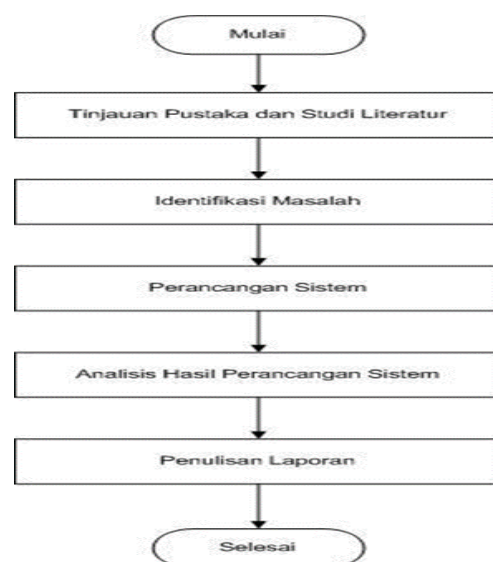 Mulai
Tinjauan Pustaka dan Studi Literatur
Identifikasi Masalah
Perancangan Sistem
Analisis Hasil Perancangan Sistem
Penulisan Laporan
Selesai